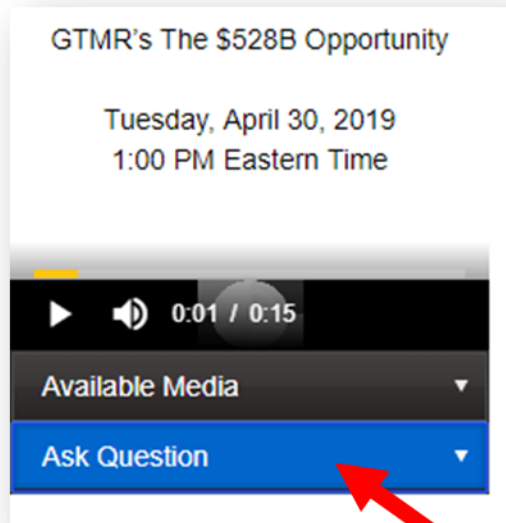 GTMR's The $528B Opportunity
Tuesday, April 30, 2019
1:00 PM Eastern Time
0:01 / 0:15
Available Media
Ask Question